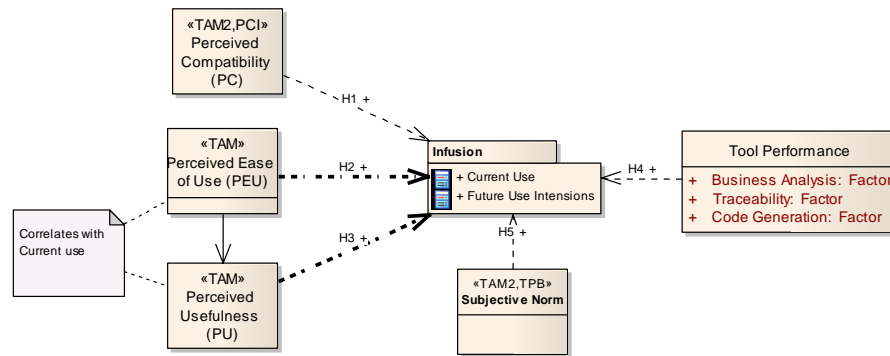 «TAM2,PCI»
Perceived
Compatibility
(PC)
H1 +
«TAM»
Perceived Ease
of Use (PEU)
H2 +
Infusion
+ Current Use
+ Future Use Intensions
H4 +
Tool Performance
+ Business Analysis: Factor
+ Traceability: Factor
+ Code Generation: Factor
Correlates with
Current use
H3 +
H5 +
«TAM»
Perceived
Usefulness
(PU)
«TAM2,TPB»
Subjective Norm